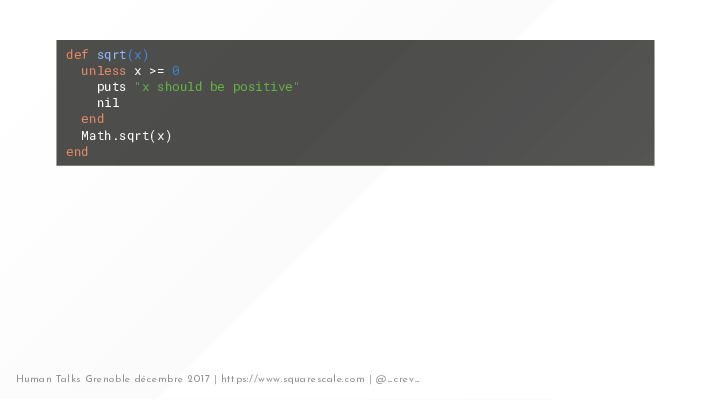 def sqrt(x)
  unless x >= 0
    puts "x should be positive"
    nil
  end
  Math.sqrt(x)
end
Human Talks Grenoble décembre 2017 | https://www.squarescale.com | @_crev_